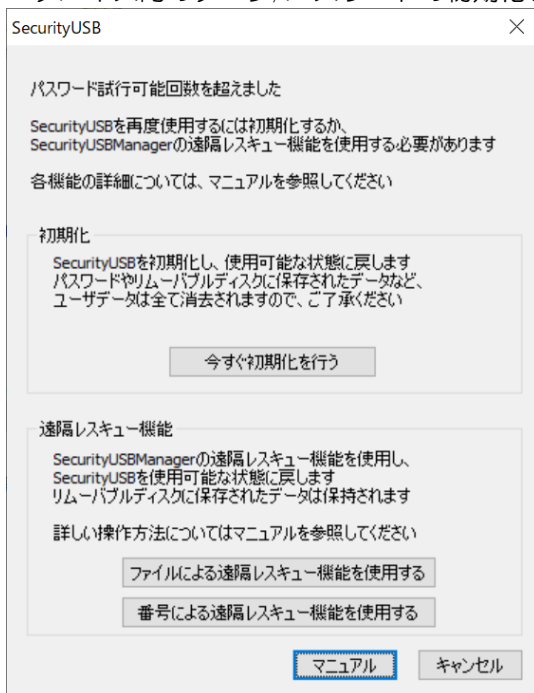 SecurityUSB
パスワード試行可能回数を超えました
SecurityUSBを再度使用するには初期化するか、
SecurityUSBManagerの遠隔レスキュー機能を使用する必要があります
各機能の詳細については、マニュアルを参照してください
初期化
SecurityUSBを初期化し、使用可能な状態に戻します
パスワードやリムーバブルディスクに保存されたデータなど、
ユーザデータは全て消去されますので、ご了承ください
今すぐ初期化を行う
遠隔レスキュー機能
SecurityUSBManagerの遠隔レスキュー機能を使用し、
SecurityUSBを使用可能な状態に戻します
リムーバブルディスクに保存されたデータは保持されます
詳しい操作方法についてはマニュアルを参照してください
ファイルによる遠隔レスキュー機能を使用する
番号による遠隔レスキュー機能を使用する
マニュアル
キャンセル